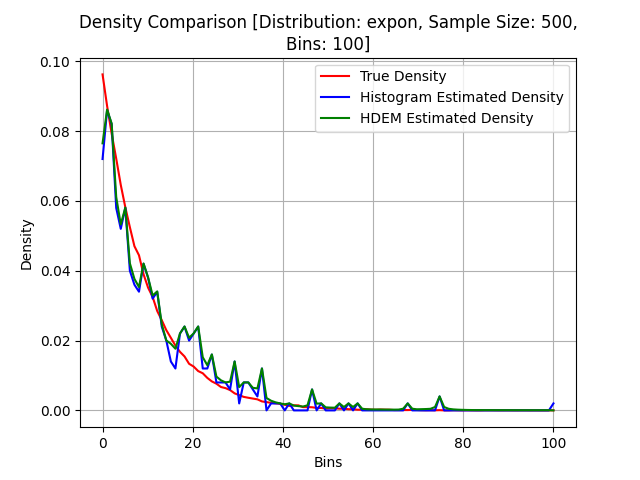 Density Comparison [Distribution: expon, Sample Size: 500,
Bins: 100]
True Density
Histogram Estimated Density
HDEM Estimated Density
Density
0.10
0.08
0.06
0.04
0.02
0.00
0 20 40 60 80 100
Bins